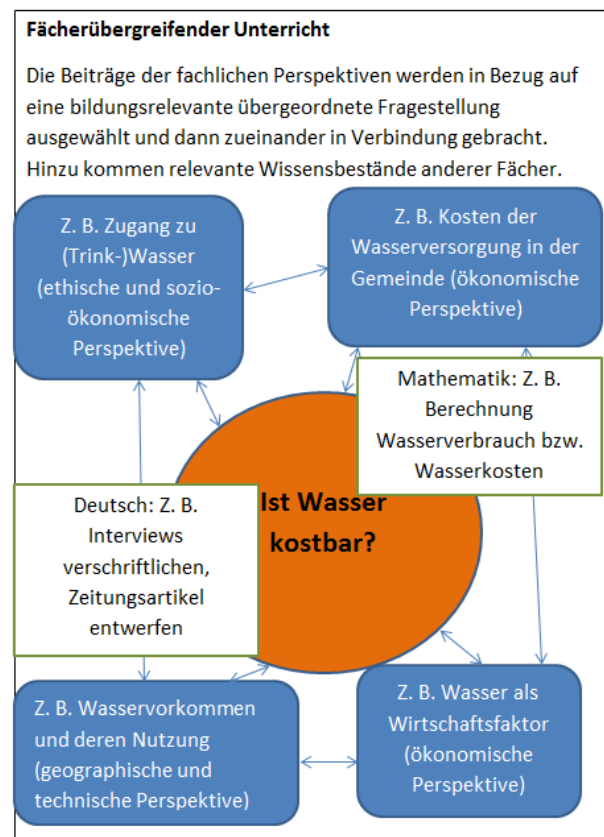 Fächerübergreifender Unterricht
Die Beiträge der fachlichen Perspektiven werden in Bezug auf
eine bildungsrelevante übergeordnete Fragestellung
ausgewählt und dann zueinander in Verbindung gebracht.
Hinzu kommen relevante Wissensbestände anderer Fächer.
Z. B. Zugang zu
(Trink-)Wasser
(ethische und sozio-
ökonomische
Perspektive)
Z. B. Kosten der
Wasserversorgung in der
Gemeinde (ökonomische
Perspektive)
Mathematik: Z. B.
Berechnung
Wasserverbrauch bzw.
Wasserkosten
Ist Wasser
kostbar?
Deutsch: Z. B.
Interviews
verschriftlichen,
Zeitungsartikel
entwerfen
Z. B. Wasservorkommen
und deren Nutzung
(geographische und
technische Perspektive)
Z. B. Wasser als
Wirtschaftsfaktor
(ökonomische
Perspektive)